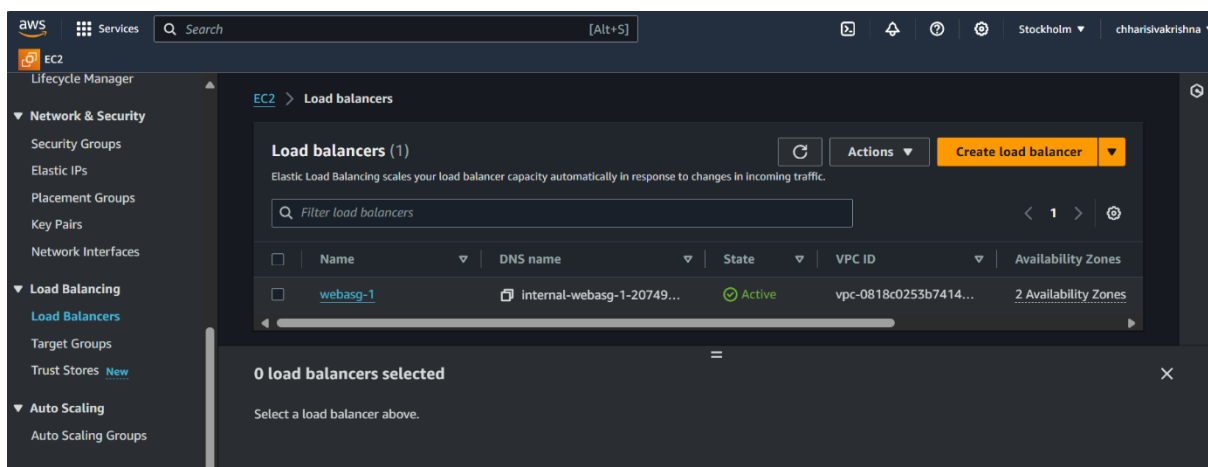 aws Services Search [Alt+S] Stockholm ▼ chharisivakrishna
EC2
Lifecycle Manager
▼ Network & Security
Security Groups
Elastic IPs
Placement Groups
Key Pairs
Network Interfaces
▼ Load Balancing
Load Balancers
Target Groups
Trust Stores New
▼ Auto Scaling
Auto Scaling Groups
EC2 > Load balancers
Load balancers (1) Actions ▼ Create load balancer ▼
Elastic Load Balancing scales your load balancer capacity automatically in response to changes in incoming traffic.
Filter load balancers < 1 >
Name DNS name State VPC ID Availability Zones
webasg-1 internal-webasg-1-20749... Active vpc-0818c0253b7414... 2 Availability Zones
0 load balancers selected
Select a load balancer above.